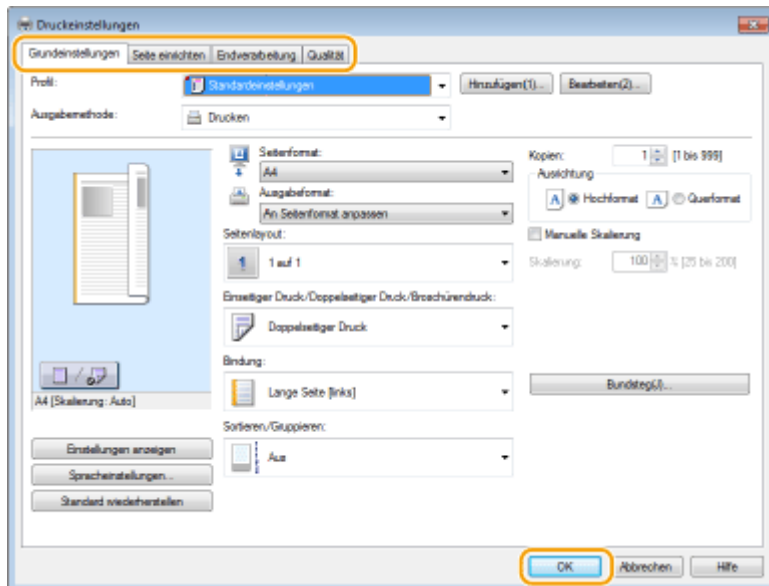 Druckeinstellungen
Grundeinstellungen Seite einrichten Endverarbeitung Qualität
Profil: Standardeinstellungen Hinzufügen(1)... Bearbeiten(2)...
Ausgabemethode: Drucken
Seitenformat:
A4
Ausgabeformat:
An Seitenformat anpassen
Seitenlayout:
1 auf 1
Einseitiger Druck/Doppelseitiger Druck/Broschürendruck:
Doppelseitiger Druck
Bindung:
Lange Seite [links]
Sortieren/Gruppieren:
Aus
Kopien: 1 [1 bis 999]
Ausrichtung
A Hochformat A Querformat
Manuelle Skalierung
Skalierung: 100 % [25 bis 200]
Bundsteg(J)...
A4 [Skalierung: Auto]
Einstellungen anzeigen
Spracheinstellungen...
Standard wiederherstellen
OK Abbrechen Hilfe